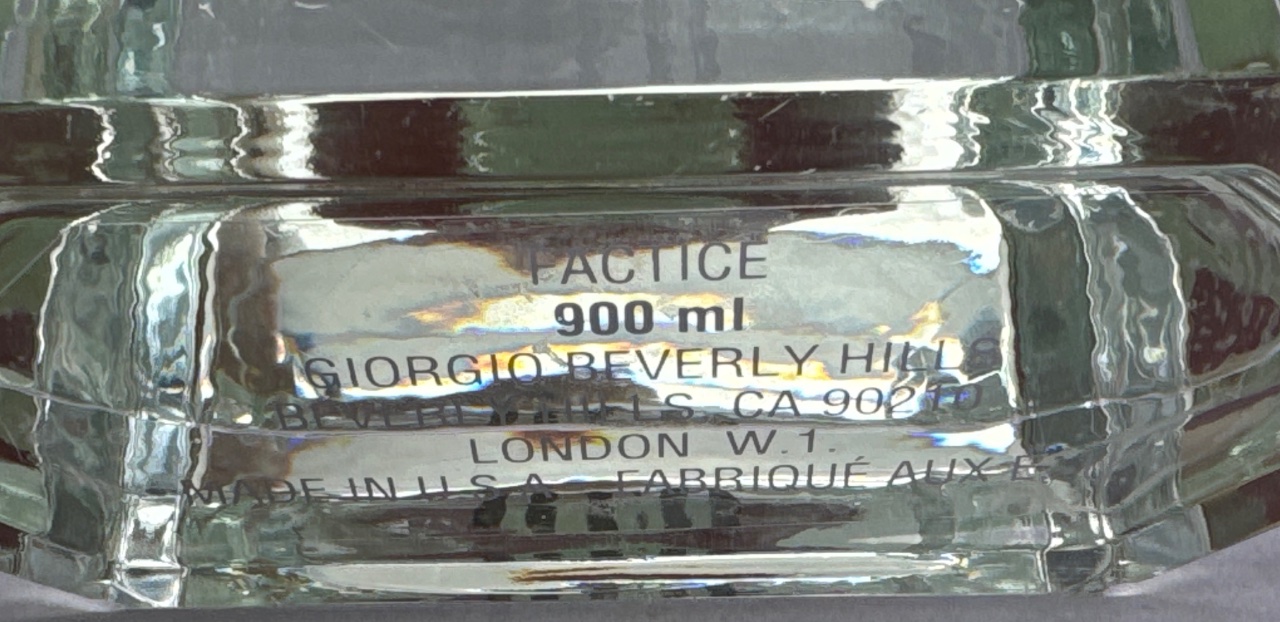 FACTICE
900 ml
GIORGIO BEVERLY HILLS
BEVERLY HILLS, CA 90210
LONDON W.1.
MADE IN U.S.A. FABRIQUÉ AUX E.